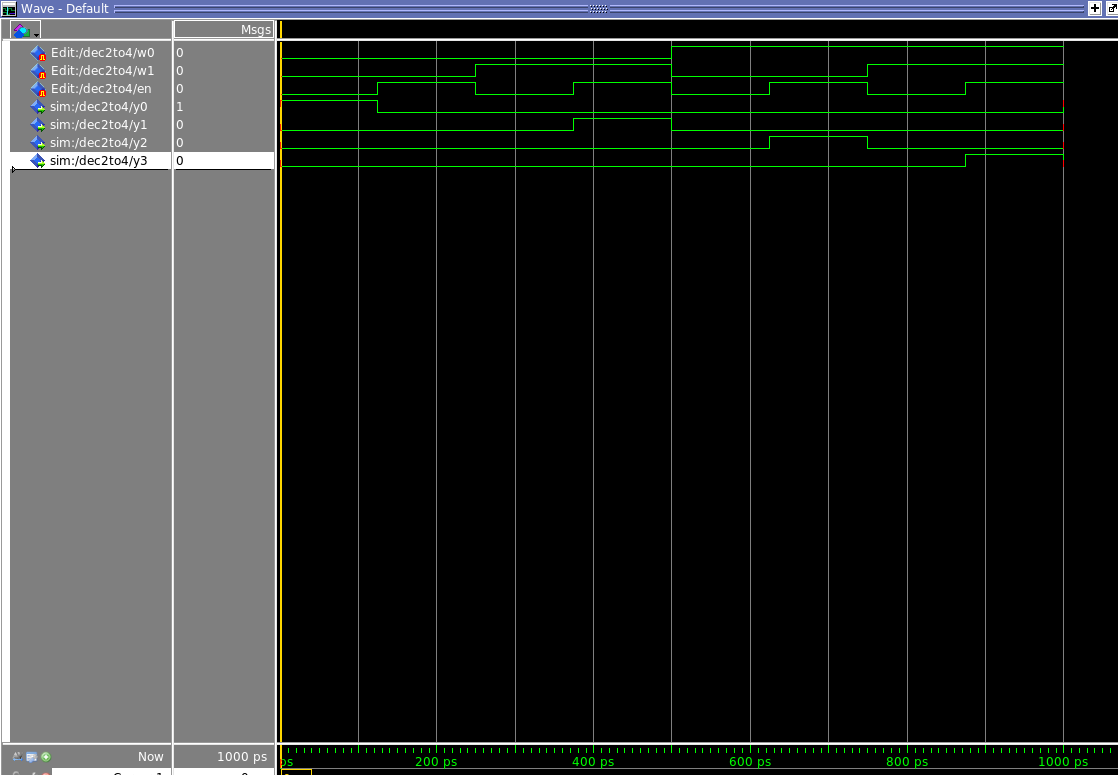 Wave - Default
Msgs
Edit:/dec2to4/w0 0
Edit:/dec2to4/w1 0
Edit:/dec2to4/en 0
sim:/dec2to4/y0 1
sim:/dec2to4/y1 0
sim:/dec2to4/y2 0
sim:/dec2to4/y3 0
Now 1000 ps
ps 200 ps 400 ps 600 ps 800 ps 1000 ps